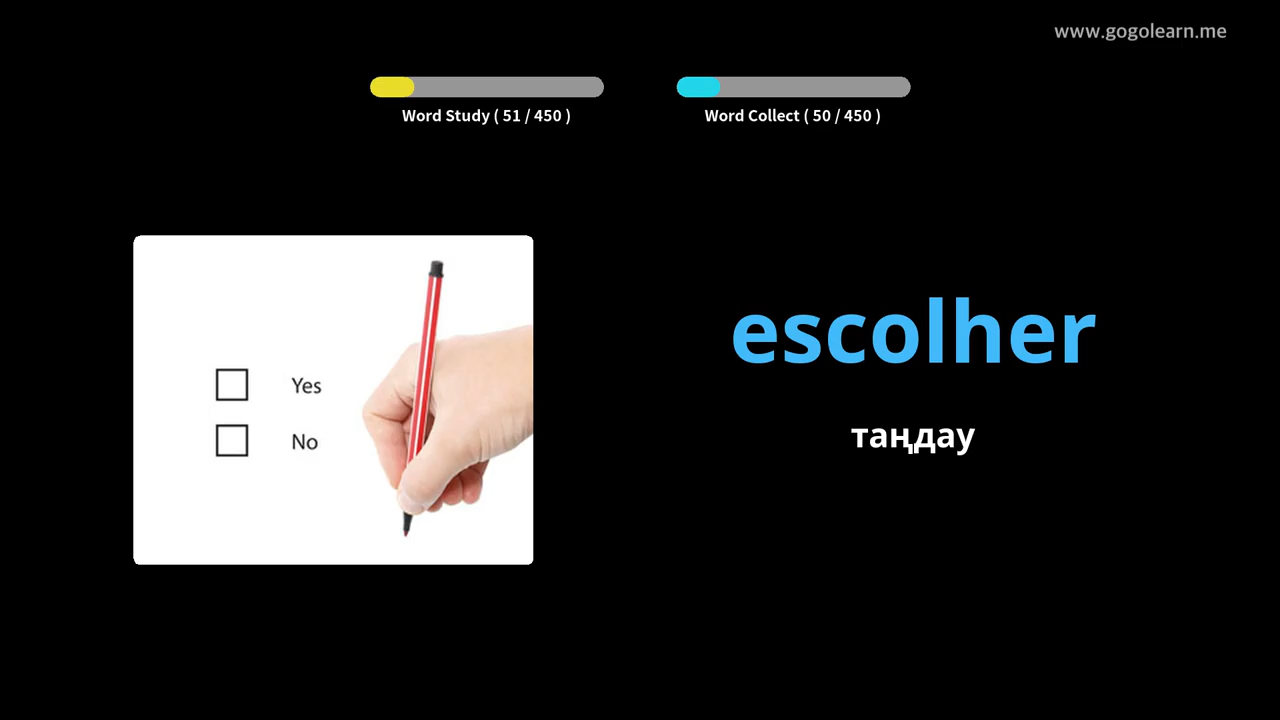 www.gogolearn.me
Word Study ( 51 / 450 )
Word Collect ( 50 / 450 )
Yes
No
escolher
таңдау